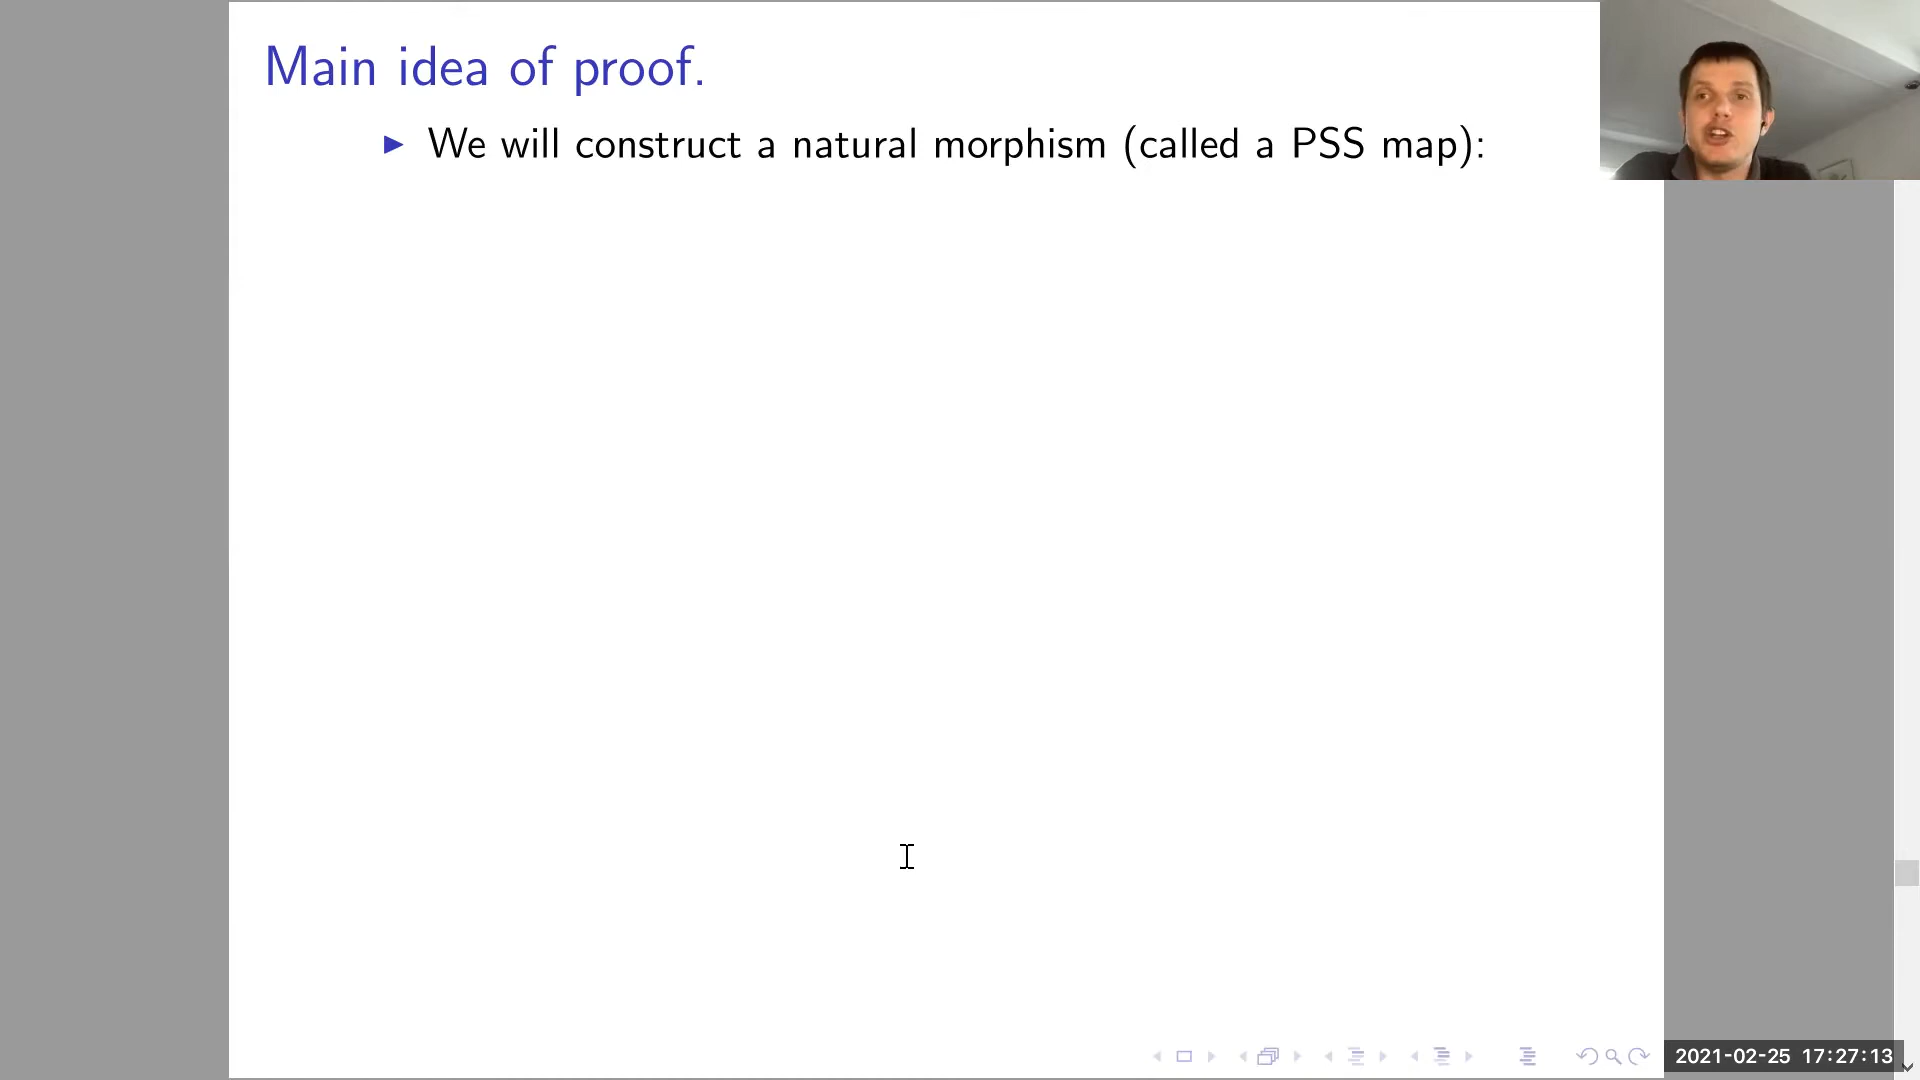 Main idea of proof.
▶ We will construct a natural morphism (called a PSS map):
2021-02-25 17:27:13